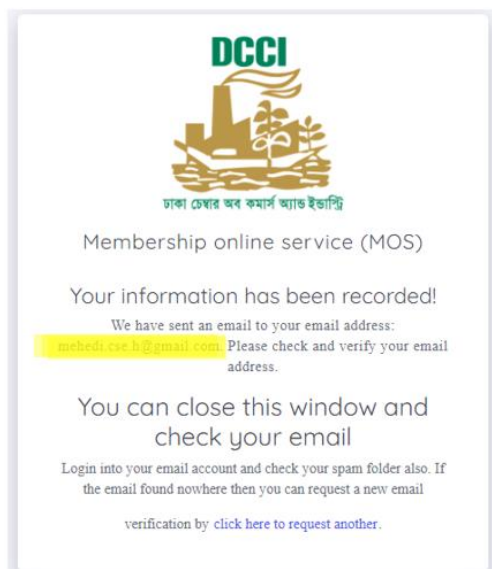 DCCI
ঢাকা চেম্বার অব কমার্স অ্যান্ড ইন্ডাস্ট্রি
Membership online service (MOS)
Your information has been recorded!
We have sent an email to your email address:
mehedi.cse.h@gmail.com. Please check and verify your email
address.
You can close this window and
check your email
Login into your email account and check your spam folder also. If
the email found nowhere then you can request a new email
verification by click here to request another.